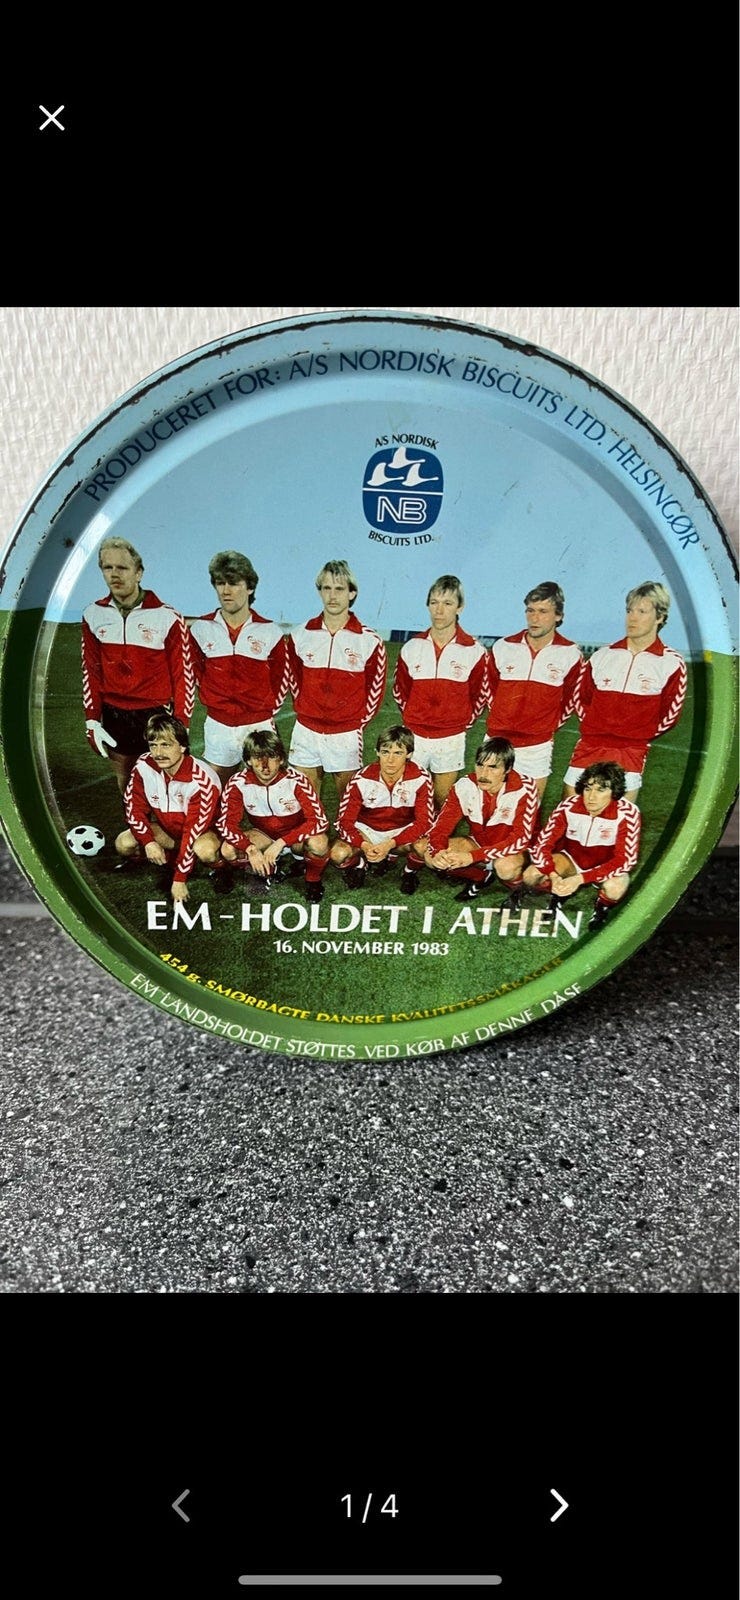 PRODUCERET FOR: A/S NORDISK BISCUITS LTD. HELSINGØR
A/S NORDISK
NB
BISCUITS LTD.
EM-HOLDET I ATHEN
16. NOVEMBER 1983
454 g. SMØRBAGTE DANSKE KVALITETSSMÅKAGER
EM LANDSHOLDET STØTTES VED KØB AF DENNE DÅSE
1/4